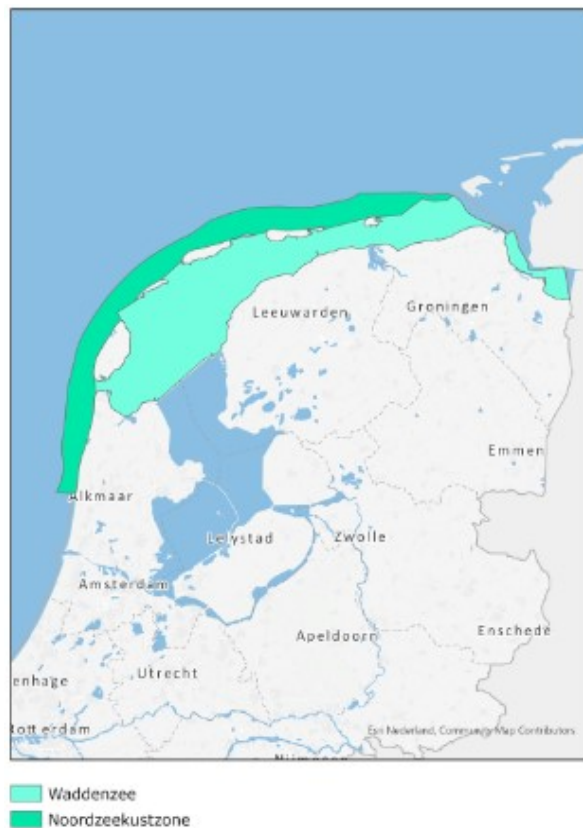 Leeuwarden
Groningen
Emmen
Alkmaar
Lelystad
Zwolle
Amsterdam
Apeldoorn
Enschede
Utrecht
enhage
Rotterdam
Esri Nederland, Community Map Contributors
Nijmegen
Waddenzee
Noordzeekustzone